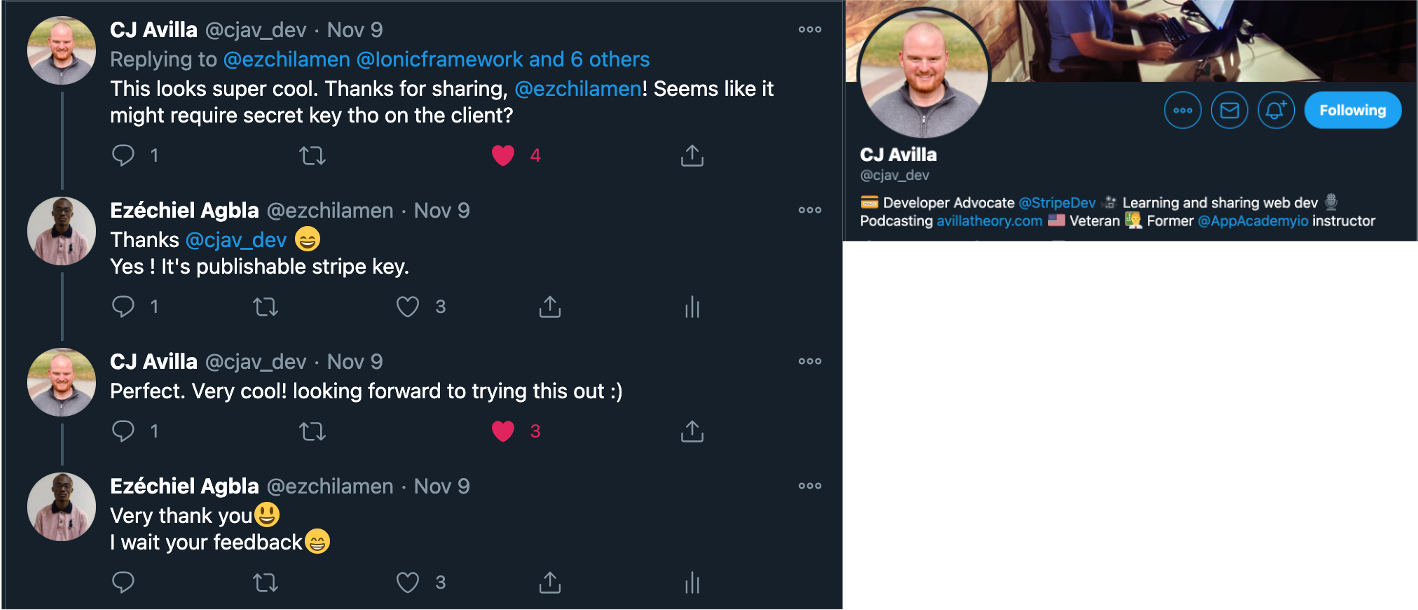 CJ Avilla @cjav_dev · Nov 9
Replying to @ezchilamen @Ionicframework and 6 others
This looks super cool. Thanks for sharing, @ezchilamen! Seems like it
might require secret key tho on the client?
1 4
Ezéchiel Agbla @ezchilamen · Nov 9
Thanks @cjav_dev 😄
Yes ! It's publishable stripe key.
1 3
CJ Avilla @cjav_dev · Nov 9
Perfect. Very cool! looking forward to trying this out :)
1 3
Ezéchiel Agbla @ezchilamen · Nov 9
Very thank you😃
I wait your feedback😁
3
Following
CJ Avilla
@cjav_dev
💳 Developer Advocate @StripeDev Learning and sharing web dev 🎙
Podcasting avillatheory.com 🇺🇸 Veteran 👨‍🏫 Former @AppAcademyio instructor